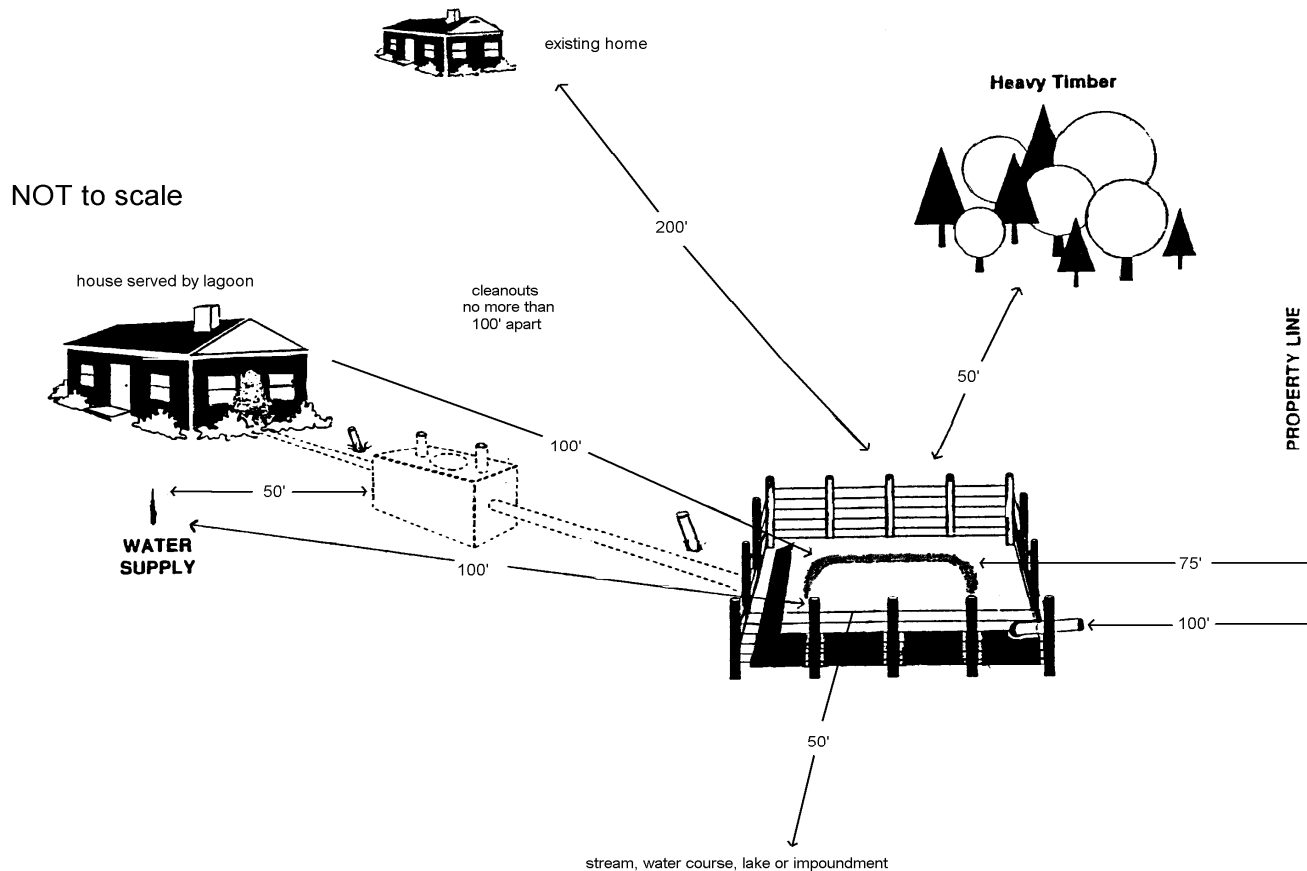 existing home
Heavy Timber
NOT to scale
200'
house served by lagoon
cleanouts
no more than
100' apart
PROPERTY LINE
50'
100'
50'
WATER
SUPPLY
100'
75'
100'
50'
stream, water course, lake or impoundment